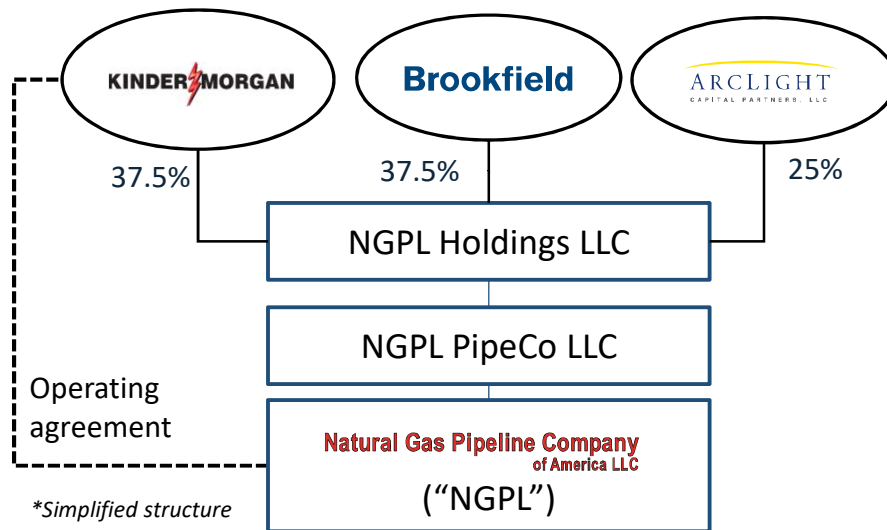 KINDER MORGAN
Brookfield
ARCLIGHT
CAPITAL PARTNERS, LLC
37.5%
37.5%
25%
NGPL Holdings LLC
NGPL PipeCo LLC
Operating
agreement
Natural Gas Pipeline Company
of America LLC
(“NGPL”)
*Simplified structure